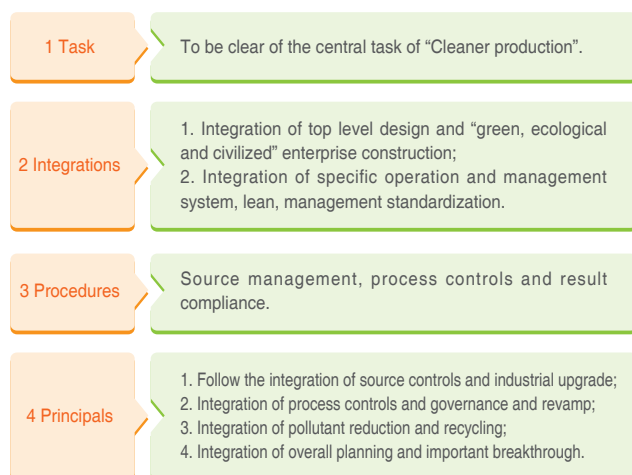 1 Task
To be clear of the central task of “Cleaner production”.
2 Integrations
1. Integration of top level design and “green, ecological
and civilized” enterprise construction;
2. Integration of specific operation and management
system, lean, management standardization.
3 Procedures
Source management, process controls and result
compliance.
4 Principals
1. Follow the integration of source controls and industrial upgrade;
2. Integration of process controls and governance and revamp;
3. Integration of pollutant reduction and recycling;
4. Integration of overall planning and important breakthrough.